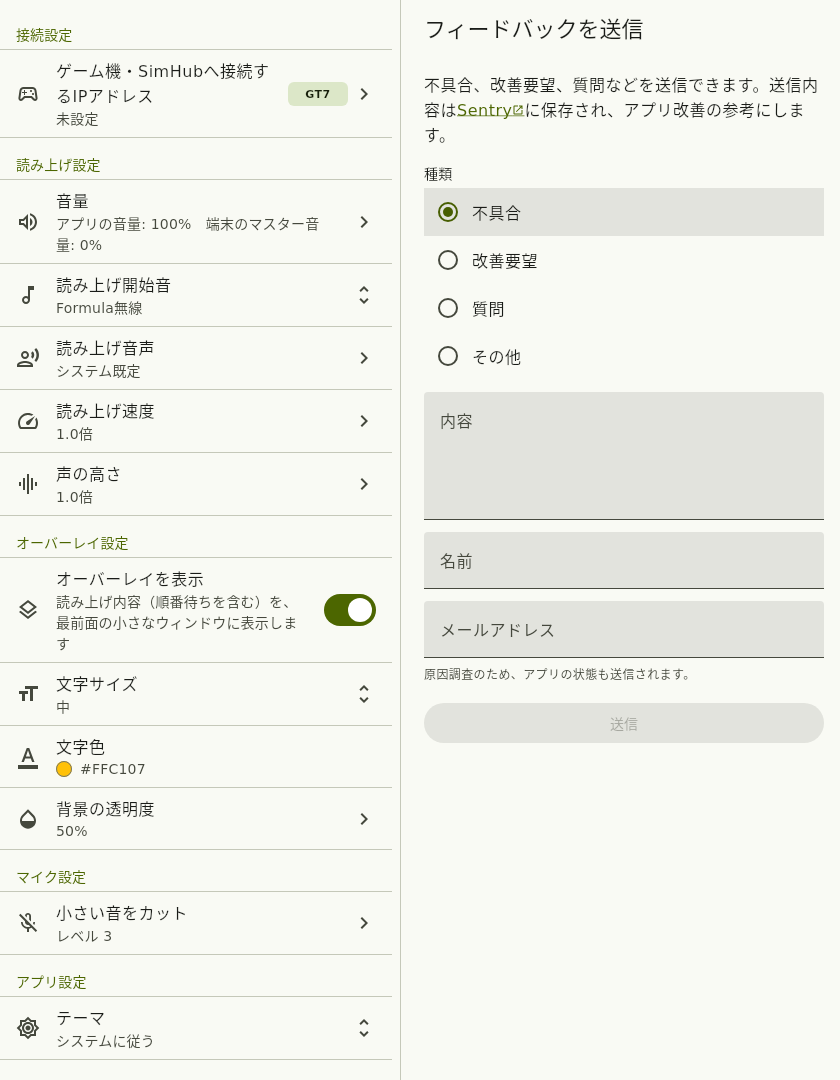 接続設定
ゲーム機・SimHubへ接続す
るIPアドレス
未設定
GT7
読み上げ設定
音量
アプリの音量: 100%　端末のマスター音
量: 0%
読み上げ開始音
Formula無線
読み上げ音声
システム既定
読み上げ速度
1.0倍
声の高さ
1.0倍
オーバーレイ設定
オーバーレイを表示
読み上げ内容（順番待ちを含む）を、
最前面の小さなウィンドウに表示しま
す
文字サイズ
中
文字色
#FFC107
背景の透明度
50%
マイク設定
小さい音をカット
レベル 3
アプリ設定
テーマ
システムに従う
フィードバックを送信
不具合、改善要望、質問などを送信できます。送信内
容はSentryに保存され、アプリ改善の参考にしま
す。
種類
不具合
改善要望
質問
その他
内容
名前
メールアドレス
原因調査のため、アプリの状態も送信されます。
送信